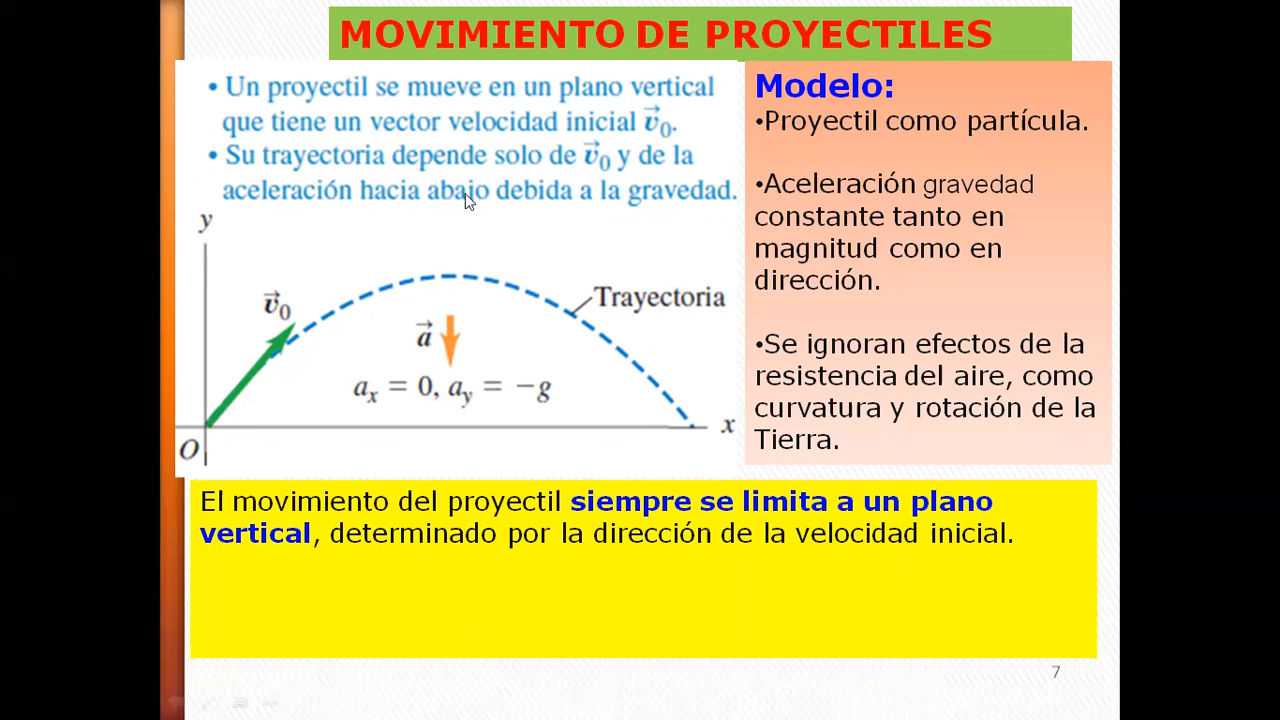 MOVIMIENTO DE PROYECTILES
• Un proyectil se mueve en un plano vertical
que tiene un vector velocidad inicial v⃗₀.
• Su trayectoria depende solo de v⃗₀ y de la
aceleración hacia abajo debida a la gravedad.
y
v⃗₀
Trayectoria
a⃗
aₓ = 0, a_y = −g
x
O
Modelo:
•Proyectil como partícula.
•Aceleración gravedad
constante tanto en
magnitud como en
dirección.
•Se ignoran efectos de la
resistencia del aire, como
curvatura y rotación de la
Tierra.
El movimiento del proyectil siempre se limita a un plano
vertical, determinado por la dirección de la velocidad inicial.
7